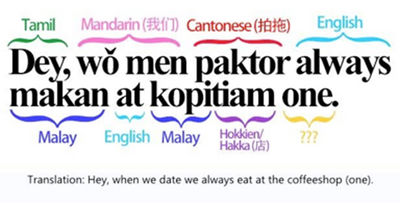 Tamil Mandarin (我们) Cantonese (拍拖) English
Dey, wǒ men paktor always
makan at kopitiam one.
Malay English Malay Hokkien/ Hakka (店) ???
Translation: Hey, when we date we always eat at the coffeeshop (one).